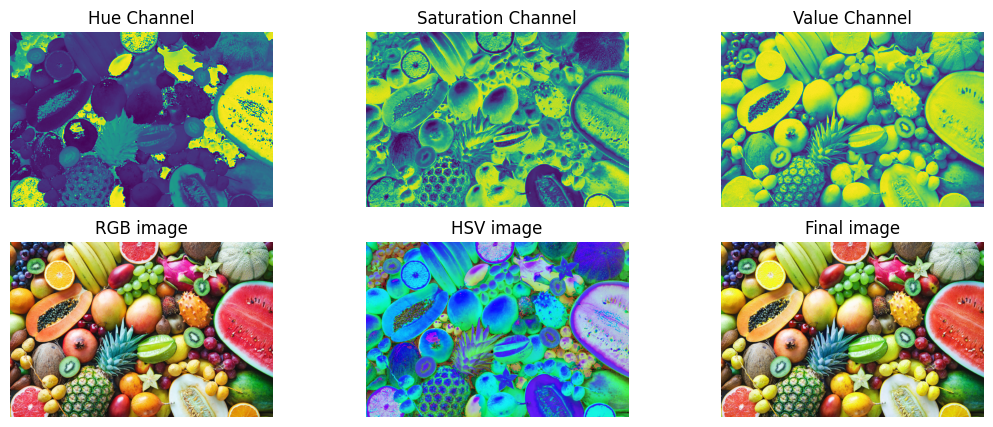 Hue Channel
Saturation Channel
Value Channel
RGB image
HSV image
Final image